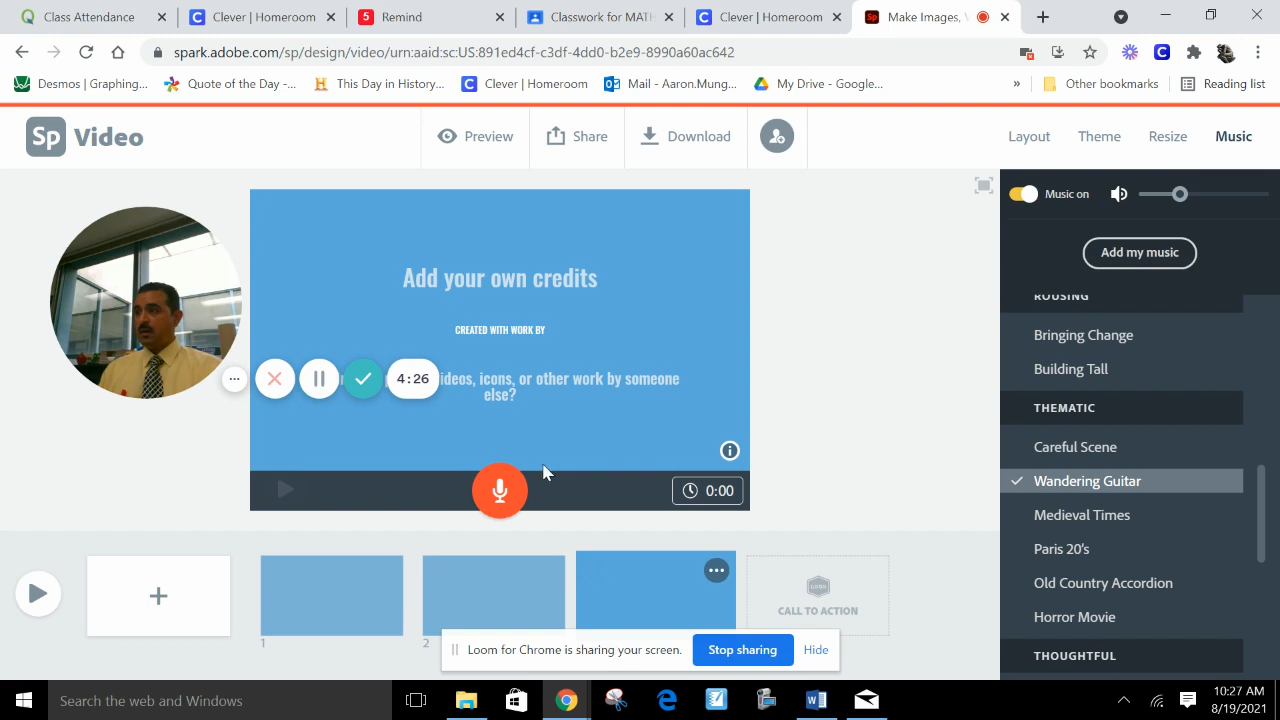 Class Attendance
Clever | Homeroom
5
Remind
Classwork for MATH
Clever | Homeroom
Sp
Make Images, V
spark.adobe.com/sp/design/video/urn:aaid:sc:US:891ed4cf-c3df-4dd0-b2e9-8990a60ac642
Desmos | Graphing...
Quote of the Day -...
This Day in History...
Clever | Homeroom
Mail - Aaron.Mung...
My Drive - Google...
»
Other bookmarks
Reading list
Sp Video
Preview
Share
Download
Layout
Theme
Resize
Music
Music on
Add my music
ROUSING
Bringing Change
Building Tall
THEMATIC
Careful Scene
Wandering Guitar
Medieval Times
Paris 20's
Old Country Accordion
Horror Movie
THOUGHTFUL
Add your own credits
CREATED WITH WORK BY
4:26
ideos, icons, or other work by someone
else?
0:00
1
2
LOGO
CALL TO ACTION
Loom for Chrome is sharing your screen.
Stop sharing
Hide
Search the web and Windows
10:27 AM
8/19/2021